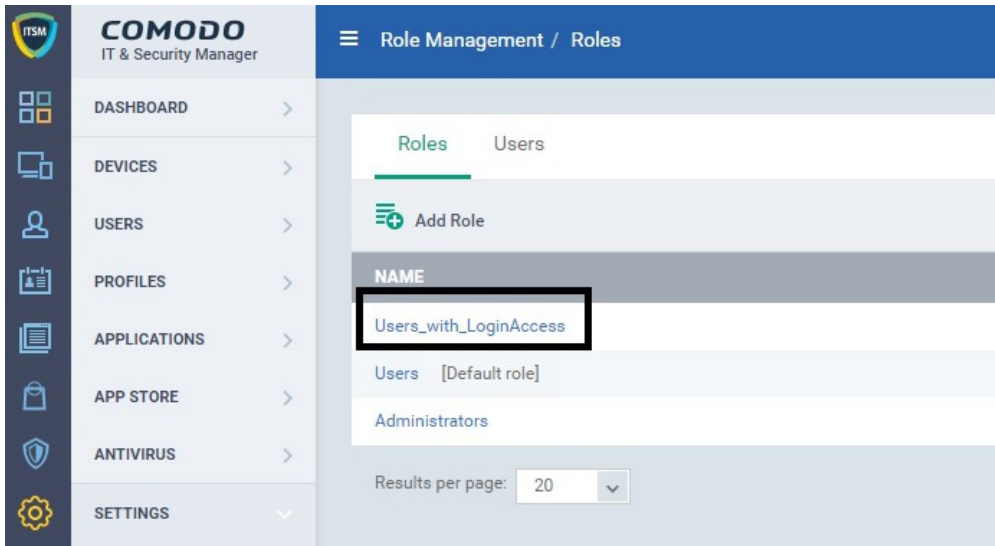 ITSM
COMODO
IT & Security Manager
Role Management / Roles
DASHBOARD
DEVICES
USERS
PROFILES
APPLICATIONS
APP STORE
ANTIVIRUS
SETTINGS
Roles Users
Add Role
NAME
Users_with_LoginAccess
Users [Default role]
Administrators
Results per page: 20